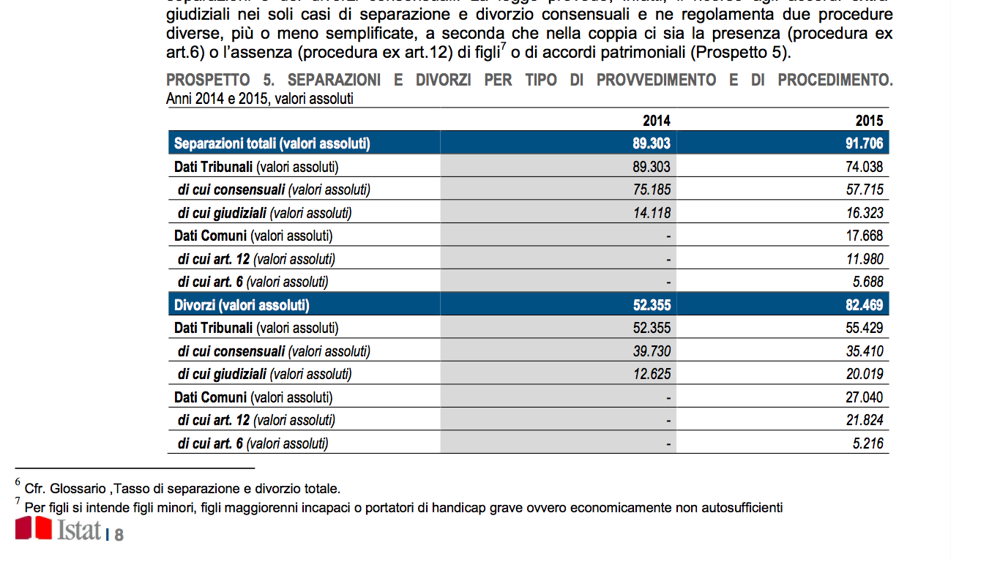 giudiziali nei soli casi di separazione e divorzio consensuali e ne regolamenta due procedure
diverse, più o meno semplificate, a seconda che nella coppia ci sia la presenza (procedura ex
art.6) o l’assenza (procedura ex art.12) di figli7 o di accordi patrimoniali (Prospetto 5).
PROSPETTO 5. SEPARAZIONI E DIVORZI PER TIPO DI PROVVEDIMENTO E DI PROCEDIMENTO.
Anni 2014 e 2015, valori assoluti
2014 2015
Separazioni totali (valori assoluti) 89.303 91.706
Dati Tribunali (valori assoluti) 89.303 74.038
di cui consensuali (valori assoluti) 75.185 57.715
di cui giudiziali (valori assoluti) 14.118 16.323
Dati Comuni (valori assoluti) - 17.668
di cui art. 12 (valori assoluti) - 11.980
di cui art. 6 (valori assoluti) - 5.688
Divorzi (valori assoluti) 52.355 82.469
Dati Tribunali (valori assoluti) 52.355 55.429
di cui consensuali (valori assoluti) 39.730 35.410
di cui giudiziali (valori assoluti) 12.625 20.019
Dati Comuni (valori assoluti) - 27.040
di cui art. 12 (valori assoluti) - 21.824
di cui art. 6 (valori assoluti) - 5.216
6 Cfr. Glossario ,Tasso di separazione e divorzio totale.
7 Per figli si intende figli minori, figli maggiorenni incapaci o portatori di handicap grave ovvero economicamente non autosufficienti
Istat | 8